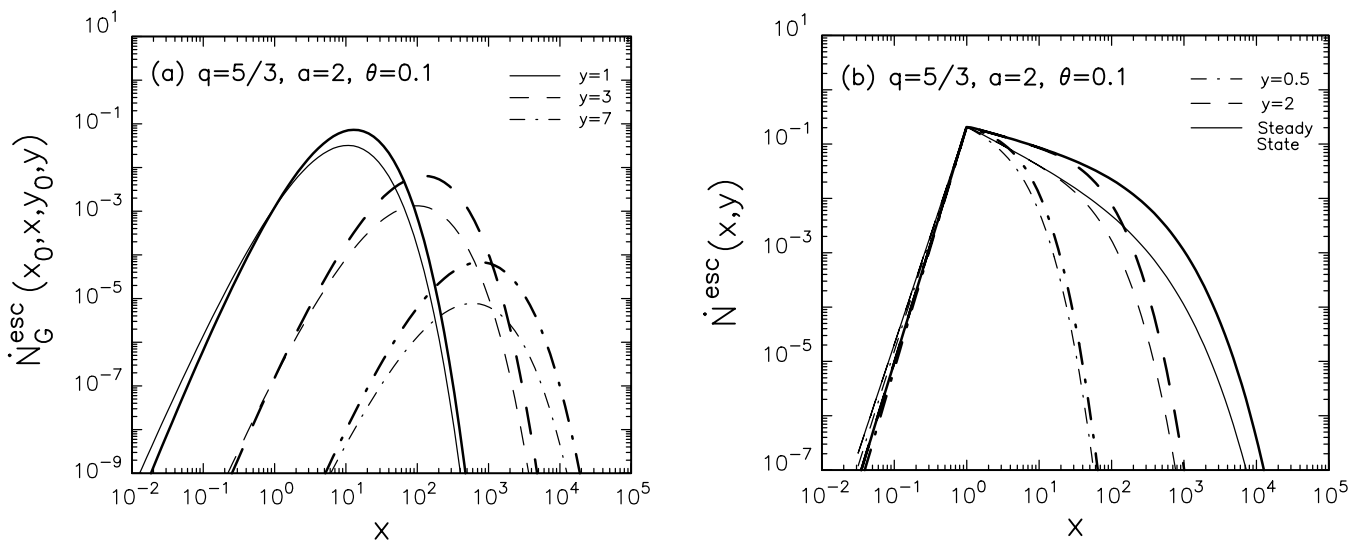 (a) q=5/3, a=2, θ=0.1
y=1
y=3
y=7
10^1
10^-1
10^-3
10^-5
10^-7
10^-9
Ṅ_G^esc (x_0,x,y_0,y)
10^-2 10^-1 10^0 10^1 10^2 10^3 10^4 10^5
x
(b) q=5/3, a=2, θ=0.1
y=0.5
y=2
Steady
State
10^1
10^-1
10^-3
10^-5
10^-7
Ṅ^esc (x,y)
10^-2 10^-1 10^0 10^1 10^2 10^3 10^4 10^5
x